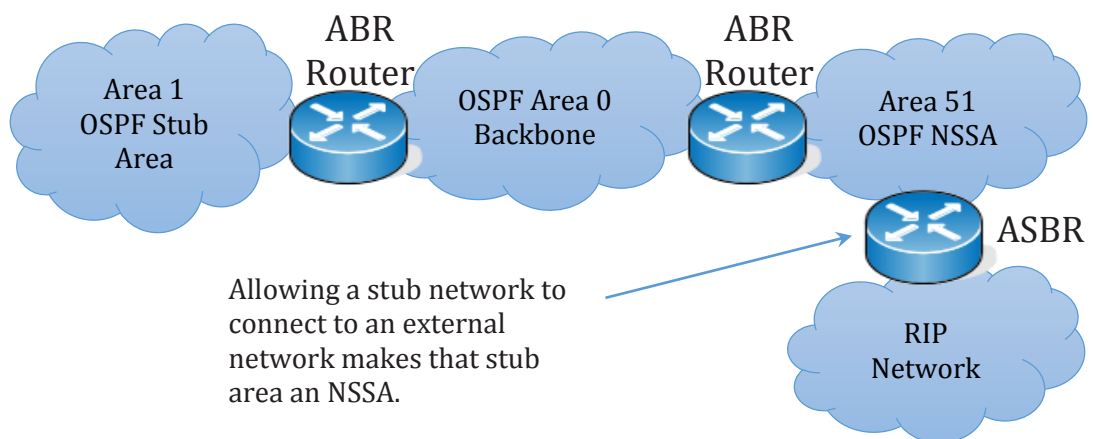 ABR
Router
ABR
Router
Area 1
OSPF Stub
Area
OSPF Area 0
Backbone
Area 51
OSPF NSSA
ASBR
Allowing a stub network to
connect to an external
network makes that stub
area an NSSA.
RIP
Network